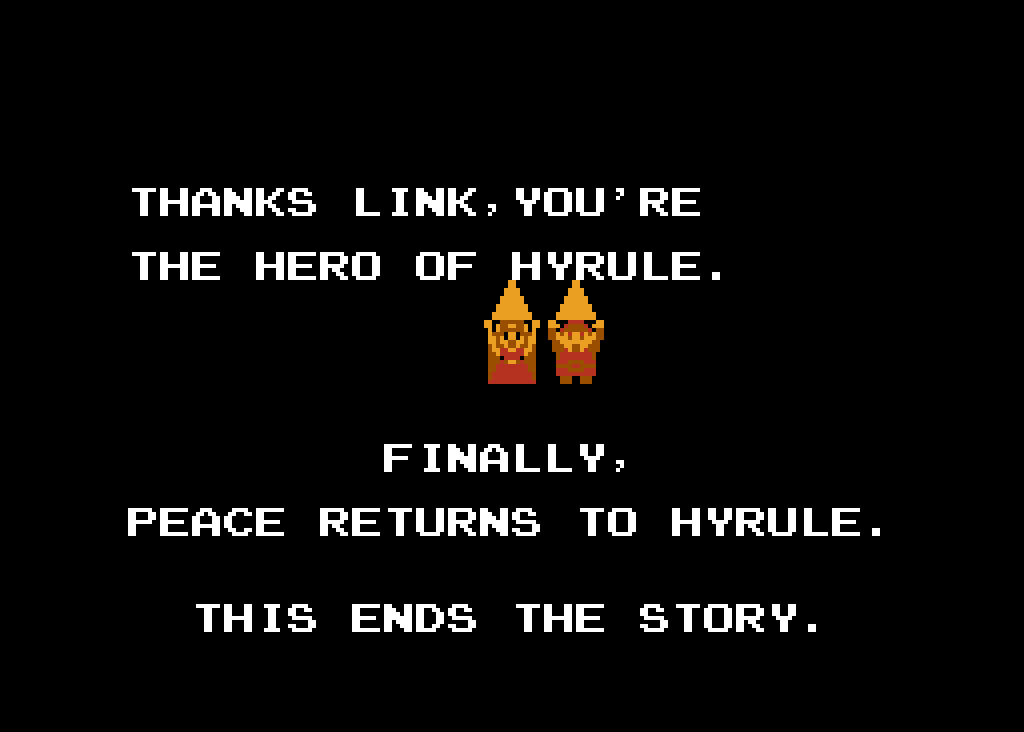 THANKS LINK,YOU'RE
THE HERO OF HYRULE.
FINALLY,
PEACE RETURNS TO HYRULE.
THIS ENDS THE STORY.